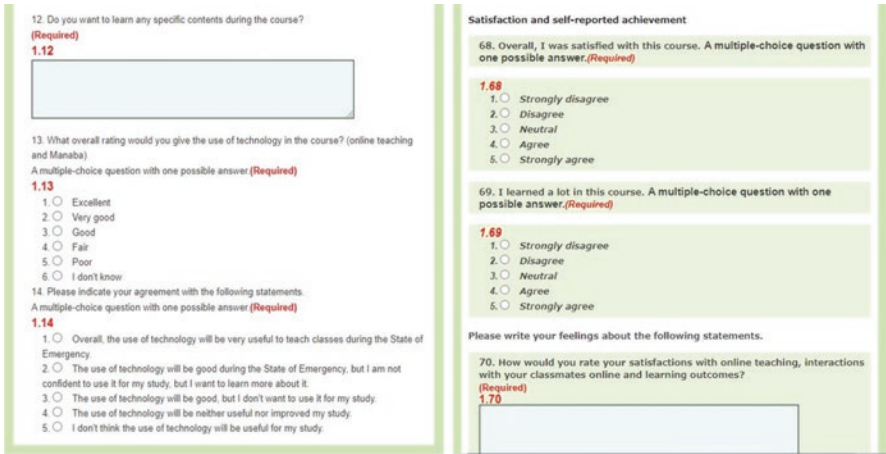 12. Do you want to learn any specific contents during the course?
(Required)
1.12
13. What overall rating would you give the use of technology in the course? (online teaching
and Manaba)
A multiple-choice question with one possible answer.(Required)
1.13
1. Excellent
2. Very good
3. Good
4. Fair
5. Poor
6. I don't know
14. Please indicate your agreement with the following statements.
A multiple-choice question with one possible answer.(Required)
1.14
1. Overall, the use of technology will be very useful to teach classes during the State of
Emergency.
2. The use of technology will be good during the State of Emergency, but I am not
confident to use it for my study, but I want to learn more about it.
3. The use of technology will be good, but I don't want to use it for my study.
4. The use of technology will be neither useful nor improved my study.
5. I don't think the use of technology will be useful for my study.
Satisfaction and self-reported achievement
68. Overall, I was satisfied with this course. A multiple-choice question with
one possible answer.(Required)
1.68
1. Strongly disagree
2. Disagree
3. Neutral
4. Agree
5. Strongly agree
69. I learned a lot in this course. A multiple-choice question with one
possible answer.(Required)
1.69
1. Strongly disagree
2. Disagree
3. Neutral
4. Agree
5. Strongly agree
Please write your feelings about the following statements.
70. How would you rate your satisfactions with online teaching, interactions
with your classmates online and learning outcomes?
(Required)
1.70